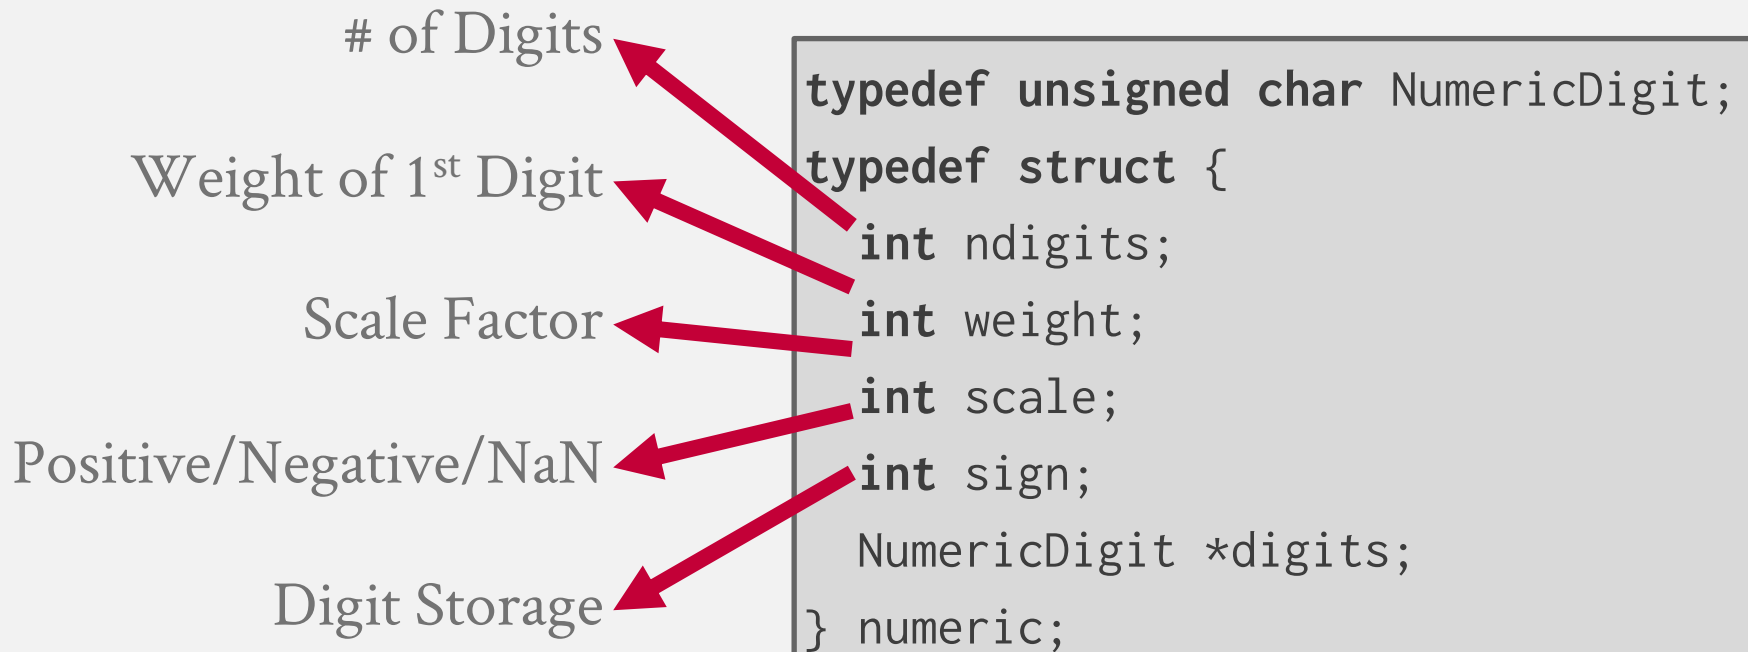 # of Digits
Weight of 1st Digit
Scale Factor
Positive/Negative/NaN
Digit Storage
typedef unsigned char NumericDigit;
typedef struct {
  int ndigits;
  int weight;
  int scale;
  int sign;
  NumericDigit *digits;
} numeric;